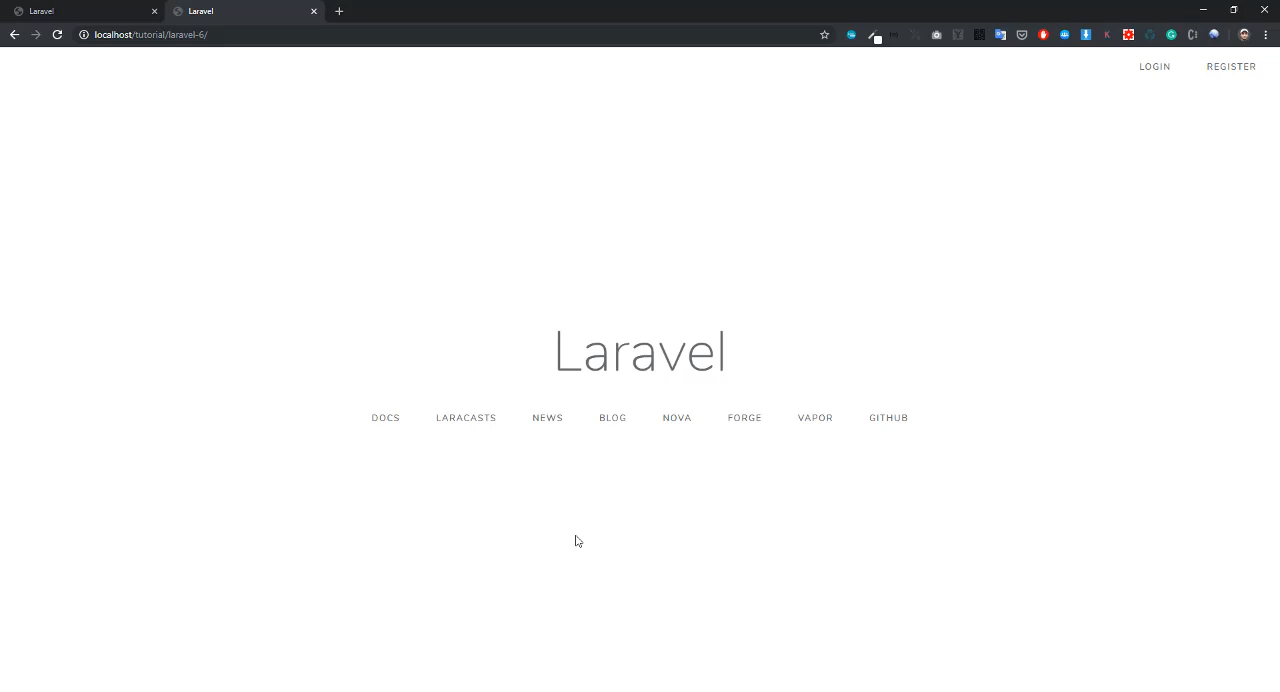 Laravel
Laravel
localhost/tutorial/laravel-6/
LOGIN REGISTER
Laravel
DOCS LARACASTS NEWS BLOG NOVA FORGE VAPOR GITHUB